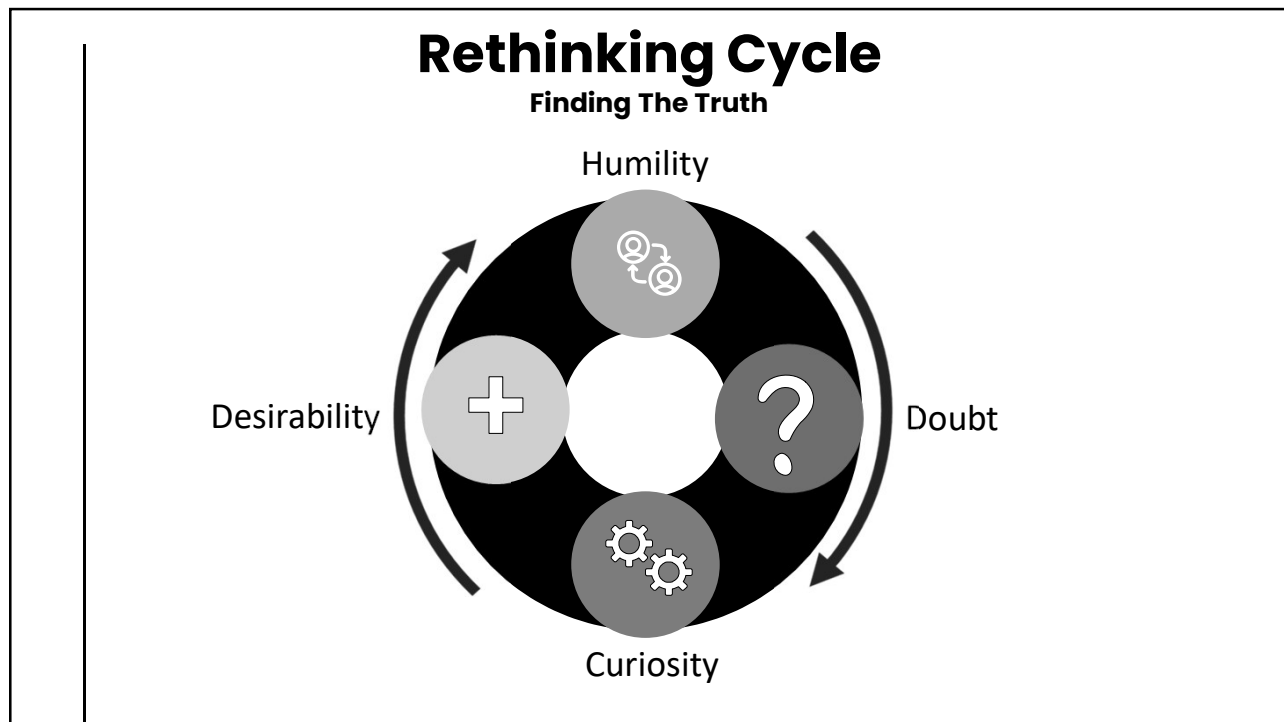 Rethinking Cycle
Finding The Truth
Humility
Desirability
Doubt
Curiosity